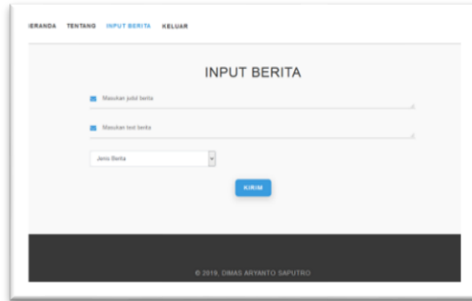 IERANDA TENTANG INPUT BERITA KELUAR
INPUT BERITA
Masukan judul berita
Masukan text berita
Jenis Berita
KIRIM
© 2018, DIMAS ARYANTO SAPUTRO